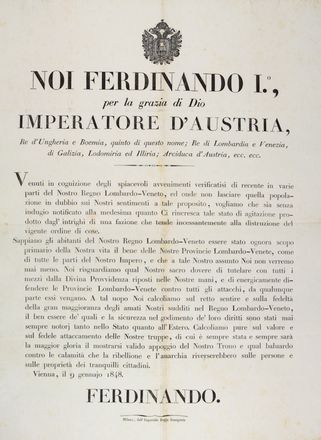 NOI FERDINANDO I.º,
per la grazia di Dio
IMPERATORE D'AUSTRIA,
Re d'Ungheria e Boemia, quinto di questo nome; Re di Lombardia e Venezia,
di Galizia, Lodomiria ed Illiria; Arciduca d'Austria, ecc. ecc.
Venuti in cognizione degli spiacevoli avvenimenti verificatisi di recente in varie
parti del Nostro Regno Lombardo-Veneto, ed onde non lasciare quella popola-
zione in dubbio sui Nostri sentimenti a tale proposito, vogliamo che sia senza
indugio notificato alla medesima quanto Ci rincresca tale stato di agitazione pro-
dotto dagl'intrighi di una fazione che tende incessantemente alla distruzione del
vigente ordine di cose.
Sappiano gli abitanti del Nostro Regno Lombardo-Veneto essere stato ognora scopo
primario della Nostra vita il bene delle Nostre Provincie Lombardo-Venete, come
di tutte le parti del Nostro Impero, e che a tale Nostro assunto Noi non verremo
mai meno. Noi risguardiamo qual Nostro sacro dovere di tutelare con tutti i
mezzi dalla Divina Provvidenza riposti nelle Nostre mani, e di energicamente di-
fendere le Provincie Lombardo-Venete contro tutti gli attacchi, da qualunque
parte essi vengano. A tal uopo Noi calcoliamo sul retto sentire e sulla fedeltà
della gran maggioranza degli amati Nostri sudditi nel Regno Lombardo-Veneto,
il ben essere de' quali e la sicurezza nel godimento de' loro diritti sono stati mai
sempre notorj tanto nello Stato quanto all'Estero. Calcoliamo pure sul valore e
sul fedele attaccamento delle Nostre truppe, di cui è sempre stata e sempre sarà
la maggior gloria il mostrarsi valido appoggio del Nostro Trono e qual baluardo
contro le calamità che la ribellione e l'anarchia riverserebbero sulle persone e
sulle proprietà dei tranquilli cittadini.
Vienna, il 9 gennajo 1848.
FERDINANDO.
Milano, dall'Imperiale Regia Stamperia